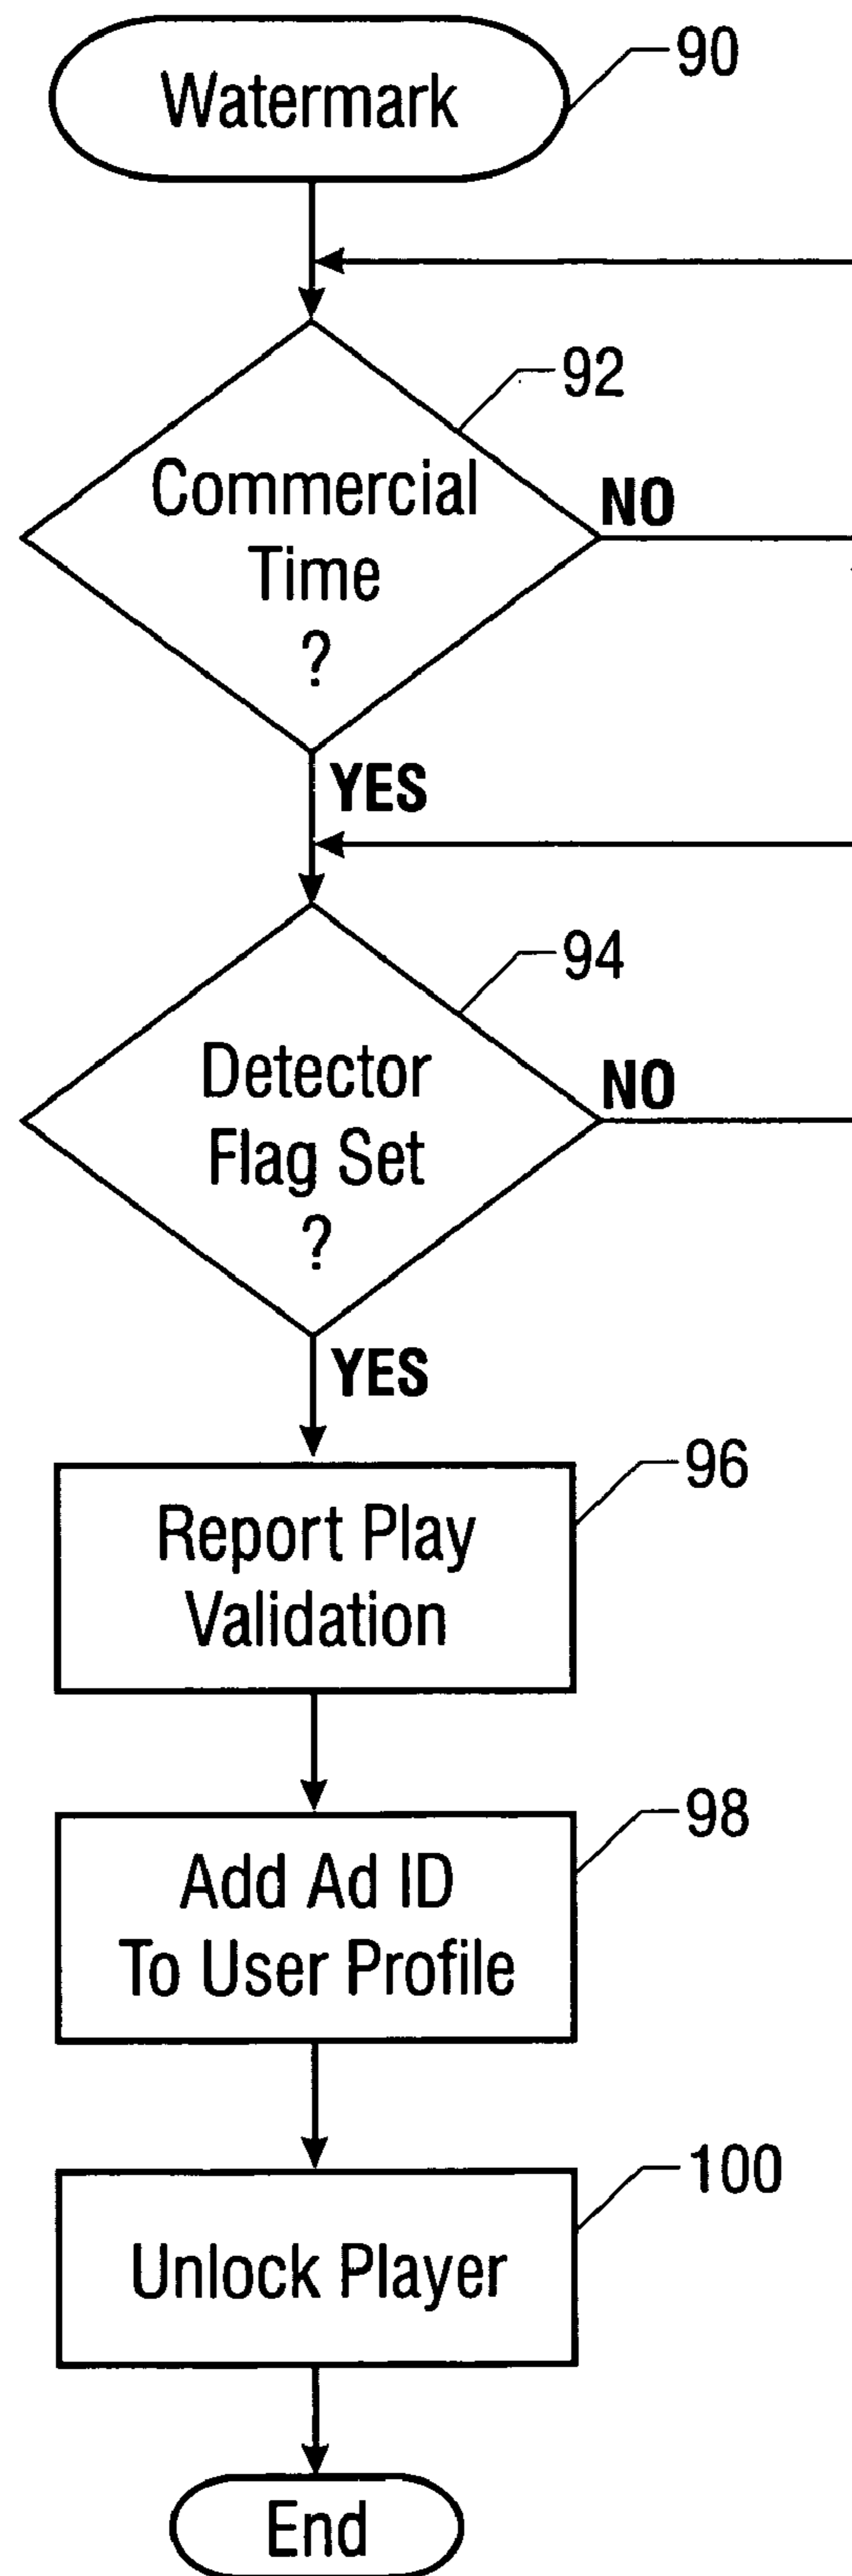 Watermark
90
92
Commercial
Time
?
NO
YES
94
Detector
Flag Set
?
NO
YES
96
Report Play
Validation
98
Add Ad ID
To User Profile
100
Unlock Player
End